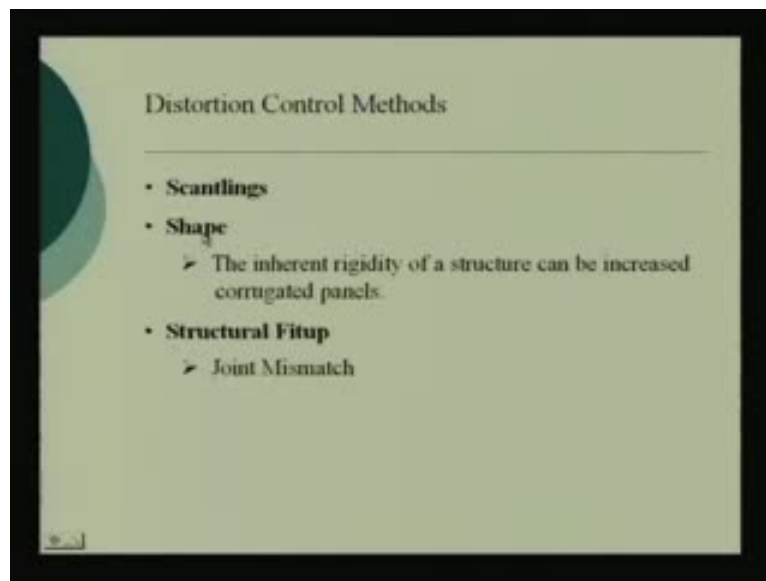 Distortion Control Methods
• Scantlings
• Shape
➢ The inherent rigidity of a structure can be increased
corrugated panels.
• Structural Fitup
➢ Joint Mismatch